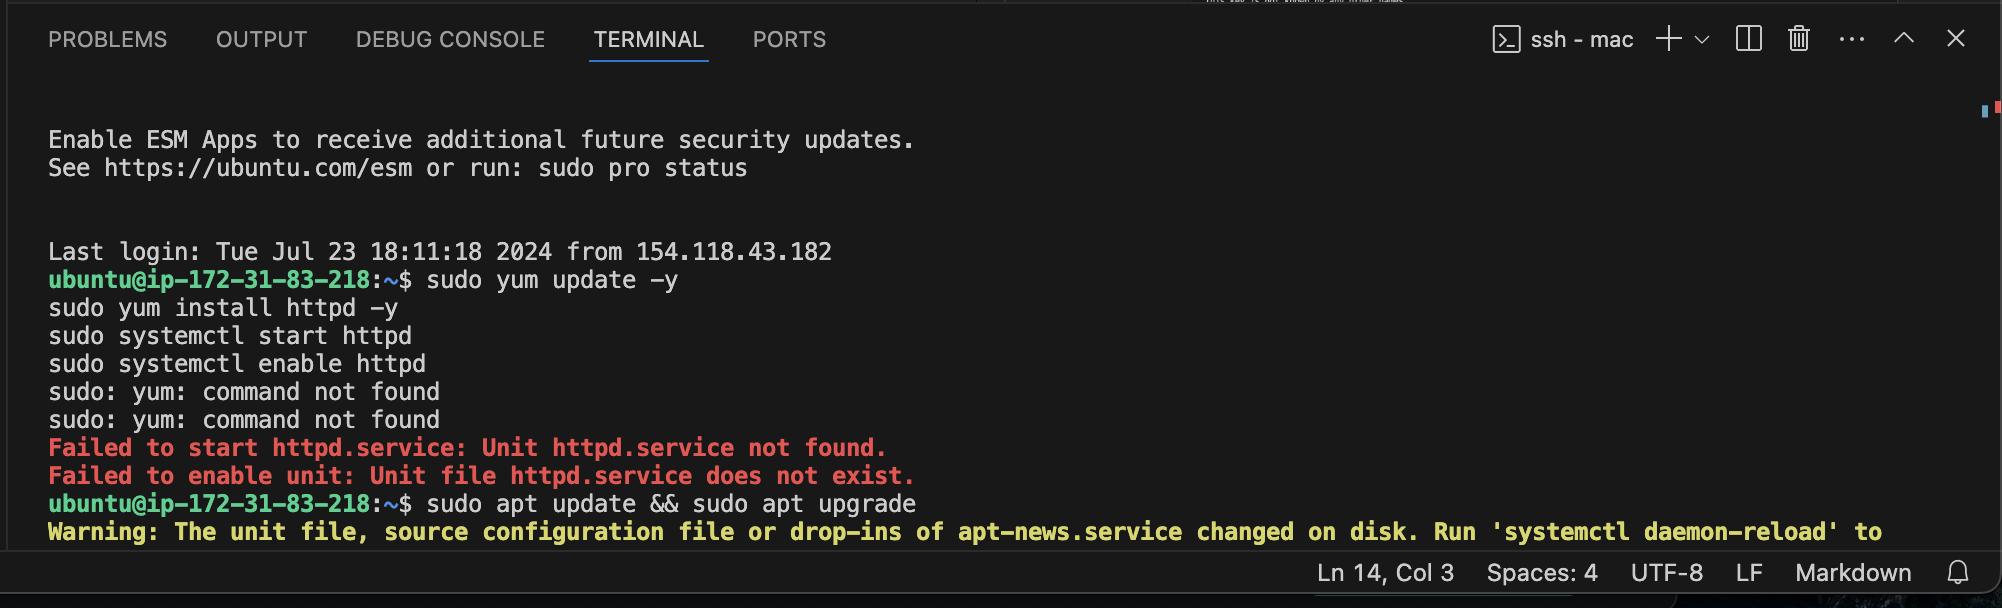 PROBLEMS OUTPUT DEBUG CONSOLE TERMINAL PORTS ssh - mac
Enable ESM Apps to receive additional future security updates.
See https://ubuntu.com/esm or run: sudo pro status
Last login: Tue Jul 23 18:11:18 2024 from 154.118.43.182
ubuntu@ip-172-31-83-218:~$ sudo yum update -y
sudo yum install httpd -y
sudo systemctl start httpd
sudo systemctl enable httpd
sudo: yum: command not found
sudo: yum: command not found
Failed to start httpd.service: Unit httpd.service not found.
Failed to enable unit: Unit file httpd.service does not exist.
ubuntu@ip-172-31-83-218:~$ sudo apt update && sudo apt upgrade
Warning: The unit file, source configuration file or drop-ins of apt-news.service changed on disk. Run 'systemctl daemon-reload' to
Ln 14, Col 3 Spaces: 4 UTF-8 LF Markdown